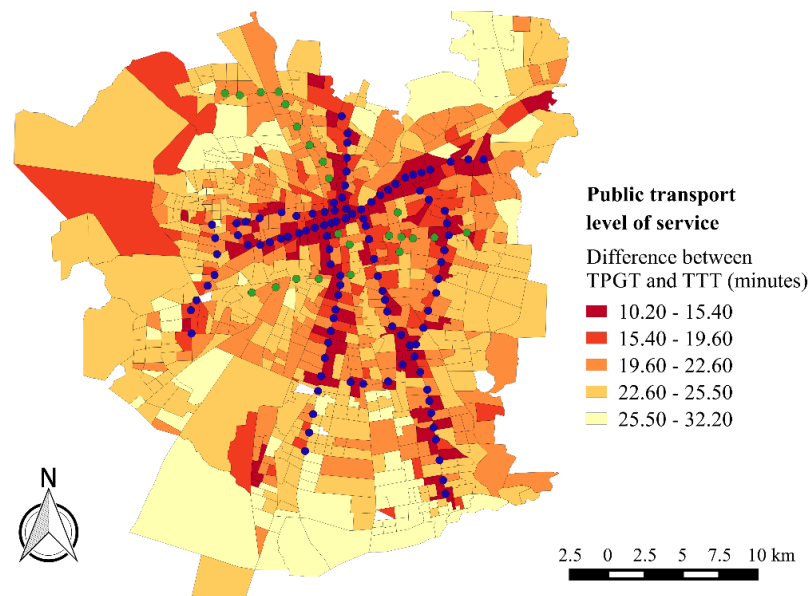 Public transport
level of service
Difference between
TPGT and TTT (minutes)
10.20 - 15.40
15.40 - 19.60
19.60 - 22.60
22.60 - 25.50
25.50 - 32.20
N
2.5 0 2.5 5 7.5 10 km